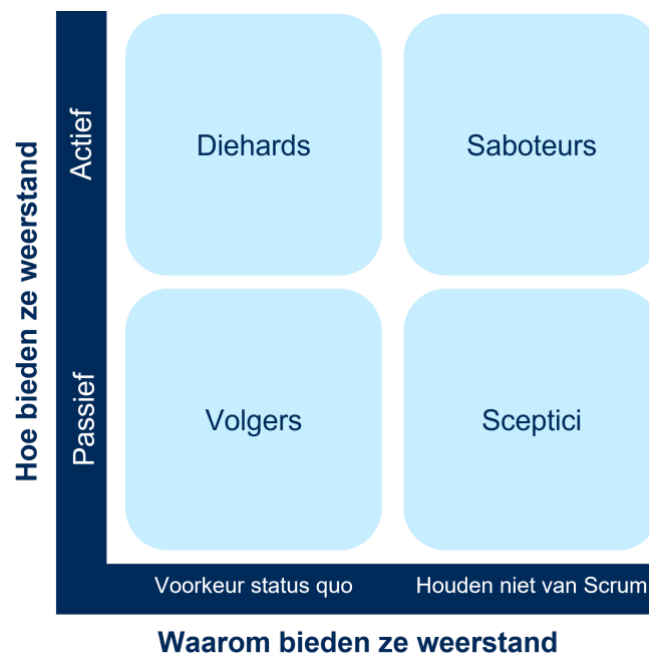 Hoe bieden ze weerstand
Actief
Passief
Diehards
Saboteurs
Volgers
Sceptici
Voorkeur status quo
Houden niet van Scrum
Waarom bieden ze weerstand